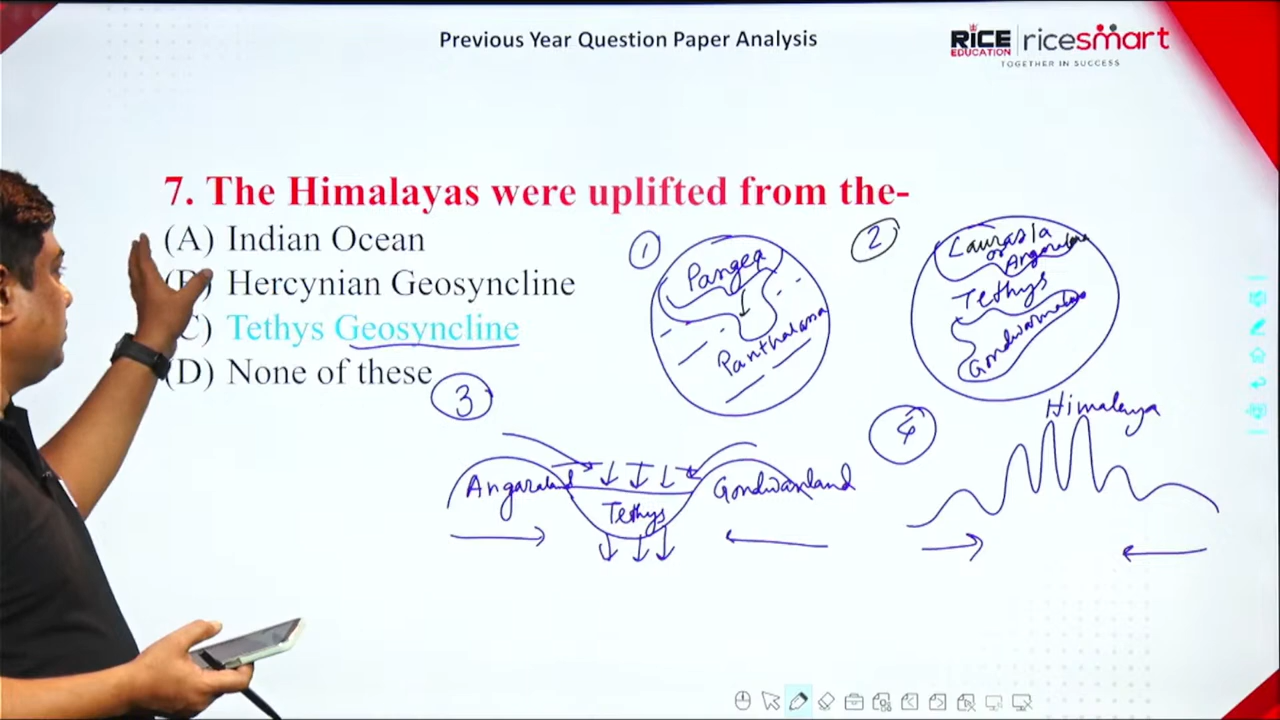 Previous Year Question Paper Analysis
RICE EDUCATION ricesmart
TOGETHER IN SUCCESS
7. The Himalayas were uplifted from the-
(A) Indian Ocean
(B) Hercynian Geosyncline
C) Tethys Geosyncline
(D) None of these
1
Pangea
Panthalassa
2
Laurasia
or
Angaraland
Tethys
Gondwanaland
3
Angaraland
Tethys
Gondwanland
4
Himalaya